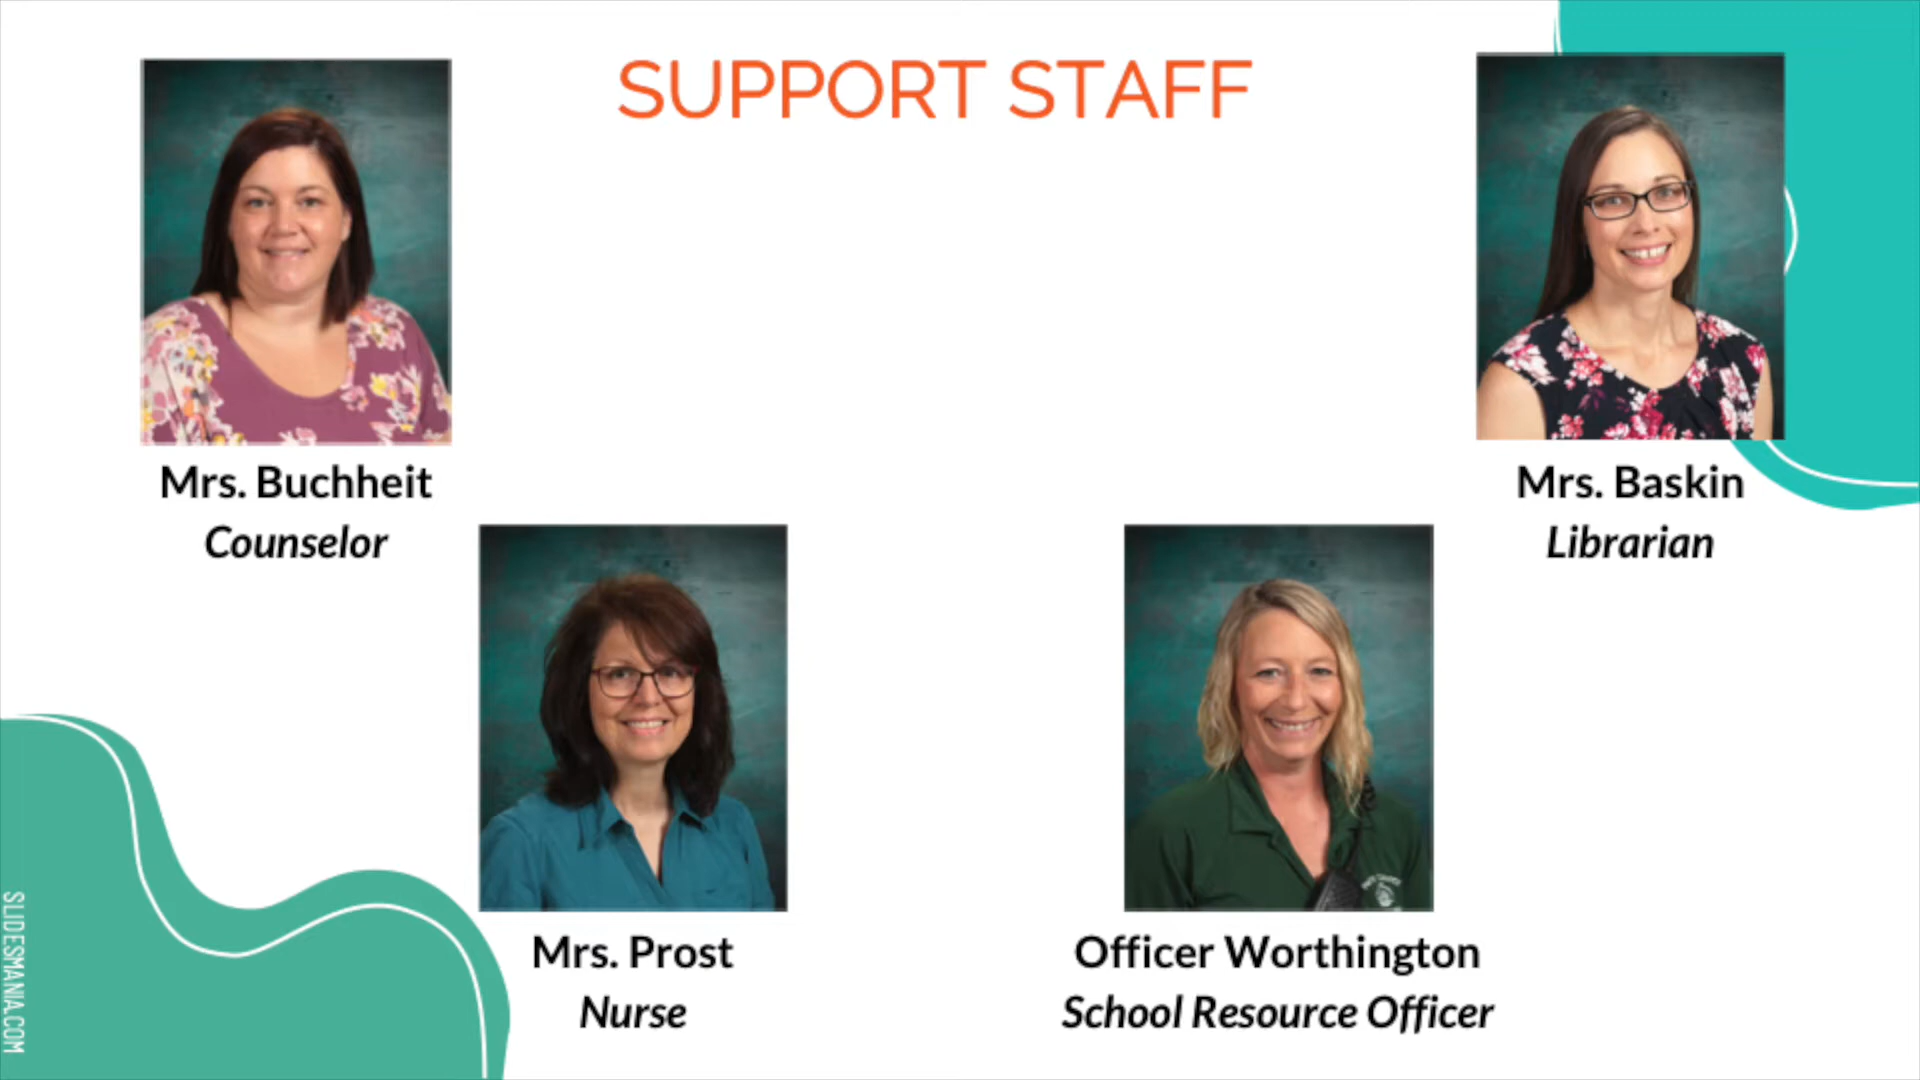 SUPPORT STAFF
Mrs. Buchheit
Counselor
Mrs. Baskin
Librarian
Mrs. Prost
Nurse
Officer Worthington
School Resource Officer
SLIDESMANIA.COM